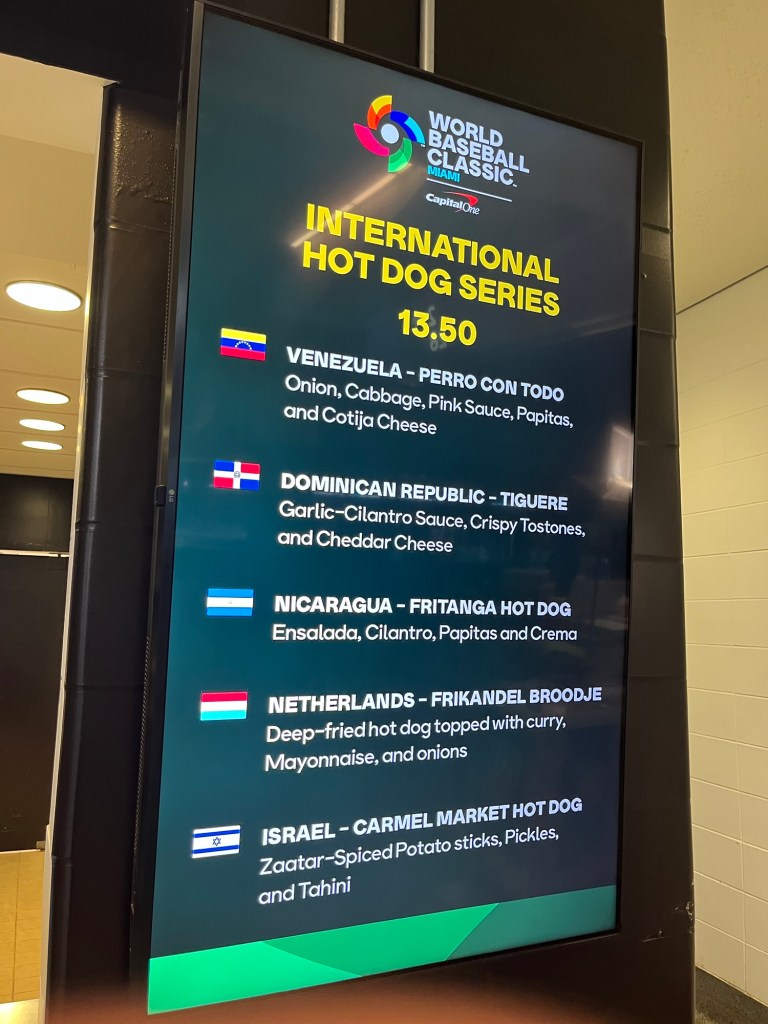 WORLD
BASEBALL
CLASSIC™
MIAMI
Capital One
INTERNATIONAL
HOT DOG SERIES
13.50
VENEZUELA - PERRO CON TODO
Onion, Cabbage, Pink Sauce, Papitas,
and Cotija Cheese
DOMINICAN REPUBLIC - TIGUERE
Garlic-Cilantro Sauce, Crispy Tostones,
and Cheddar Cheese
NICARAGUA - FRITANGA HOT DOG
Ensalada, Cilantro, Papitas and Crema
NETHERLANDS - FRIKANDEL BROODJE
Deep-fried hot dog topped with curry,
Mayonnaise, and onions
ISRAEL - CARMEL MARKET HOT DOG
Zaatar-Spiced Potato sticks, Pickles,
and Tahini